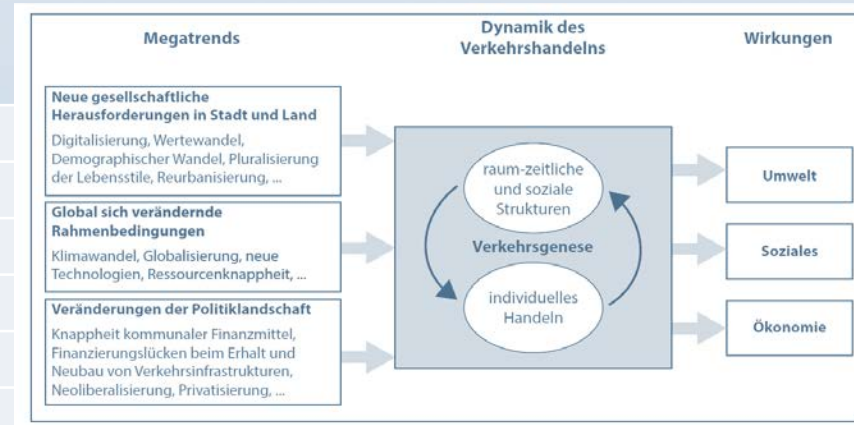 Megatrends
Dynamik des
Verkehrshandelns
Wirkungen
Neue gesellschaftliche
Herausforderungen in Stadt und Land
Digitalisierung, Wertewandel,
Demographischer Wandel, Pluralisierung
der Lebensstile, Reurbanisierung, ...
Global sich verändernde
Rahmenbedingungen
Klimawandel, Globalisierung, neue
Technologien, Ressourcenknappheit, ...
Veränderungen der Politiklandschaft
Knappheit kommunaler Finanzmittel,
Finanzierungslücken beim Erhalt und
Neubau von Verkehrsinfrastrukturen,
Neoliberalisierung, Privatisierung, ...
raum-zeitliche
und soziale
Strukturen
Verkehrsgenese
individuelles
Handeln
Umwelt
Soziales
Ökonomie